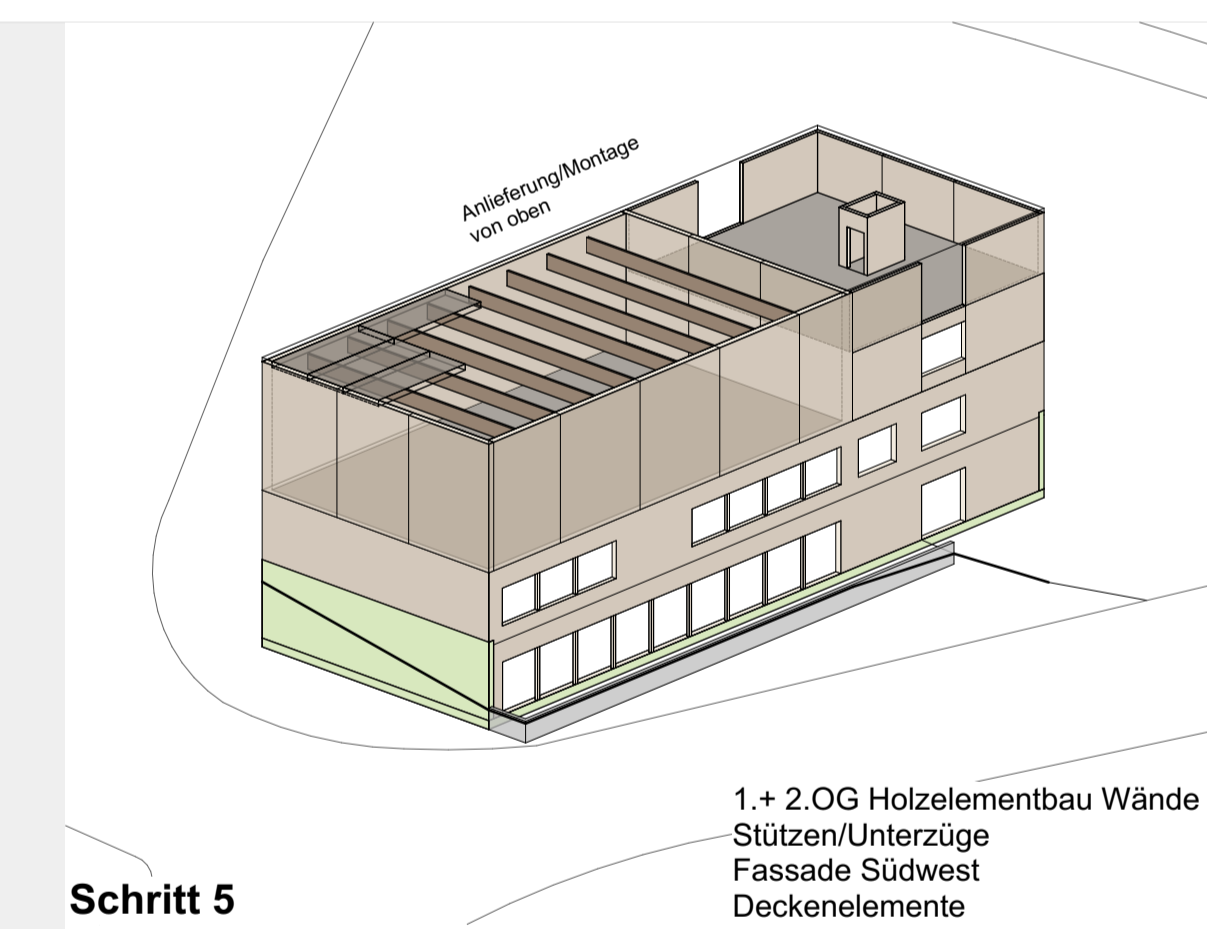 Anlieferung/Montage
von oben
1.+ 2.OG Holzelementbau Wände
Stützen/Unterzüge
Fassade Südwest
Deckenelemente
Schritt 5